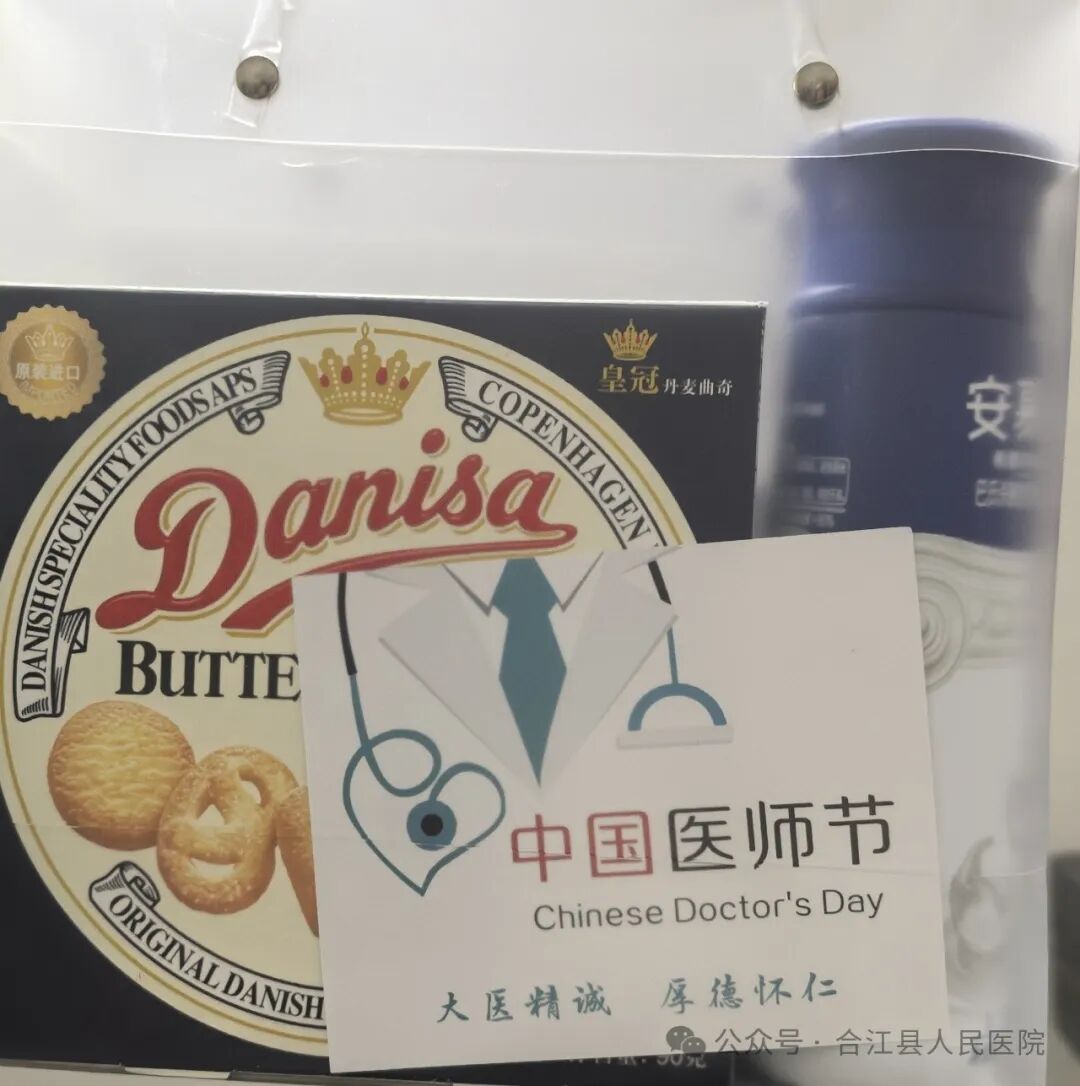 原装進口
皇冠丹麦曲奇
DANISH SPECIALITY FOODS APS
COPENHAGEN
Danisa
BUTTE
ORIGINAL DANISH
安慕
中国医师节
Chinese Doctor's Day
大医精诚 厚德怀仁
公众号·合江县人民医院